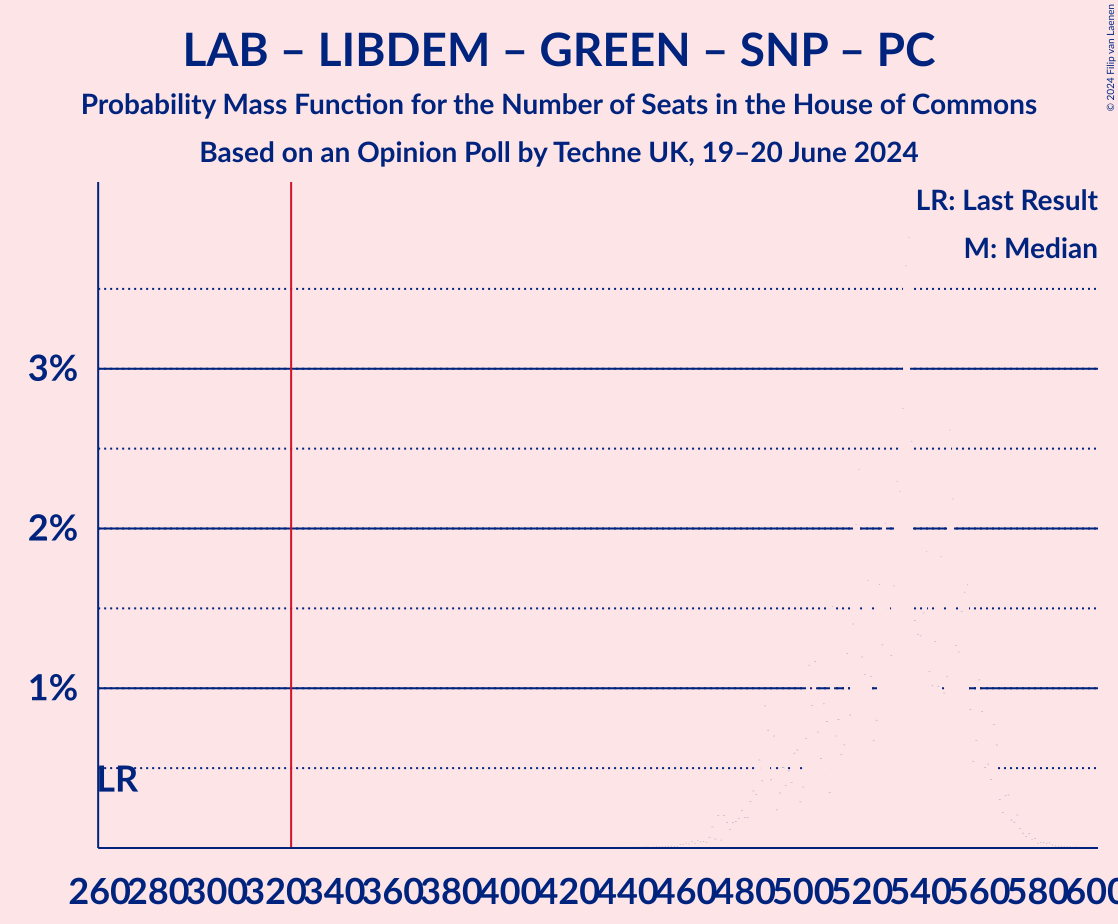 LAB – LIBDEM – GREEN – SNP – PC
Probability Mass Function for the Number of Seats in the House of Commons
Based on an Opinion Poll by Techne UK, 19–20 June 2024
© 2024 Filip van Laenen
LR: Last Result
M: Median
3%
2%
1%
LR
260 280 300 320 340 360 380 400 420 440 460 480 500 520 540 560 580 600